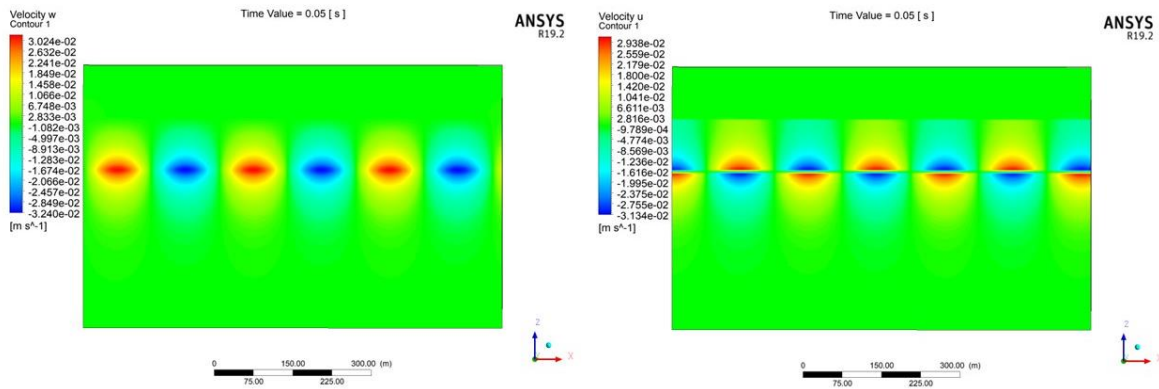 Velocity w
Contour 1
Time Value = 0.05 [ s ]
ANSYS
R19.2
3.024e-02
2.632e-02
2.241e-02
1.849e-02
1.458e-02
1.066e-02
6.748e-03
2.833e-03
-1.082e-03
-4.997e-03
-8.913e-03
-1.283e-02
-1.674e-02
-2.066e-02
-2.457e-02
-2.849e-02
-3.240e-02
[m s^-1]
0 150.00 300.00 (m)
75.00 225.00
Z
X
Velocity u
Contour 1
Time Value = 0.05 [ s ]
ANSYS
R19.2
2.938e-02
2.559e-02
2.179e-02
1.800e-02
1.420e-02
1.041e-02
6.611e-03
2.816e-03
-9.789e-04
-4.774e-03
-8.569e-03
-1.236e-02
-1.616e-02
-1.995e-02
-2.375e-02
-2.755e-02
-3.134e-02
[m s^-1]
0 150.00 300.00 (m)
75.00 225.00
Z